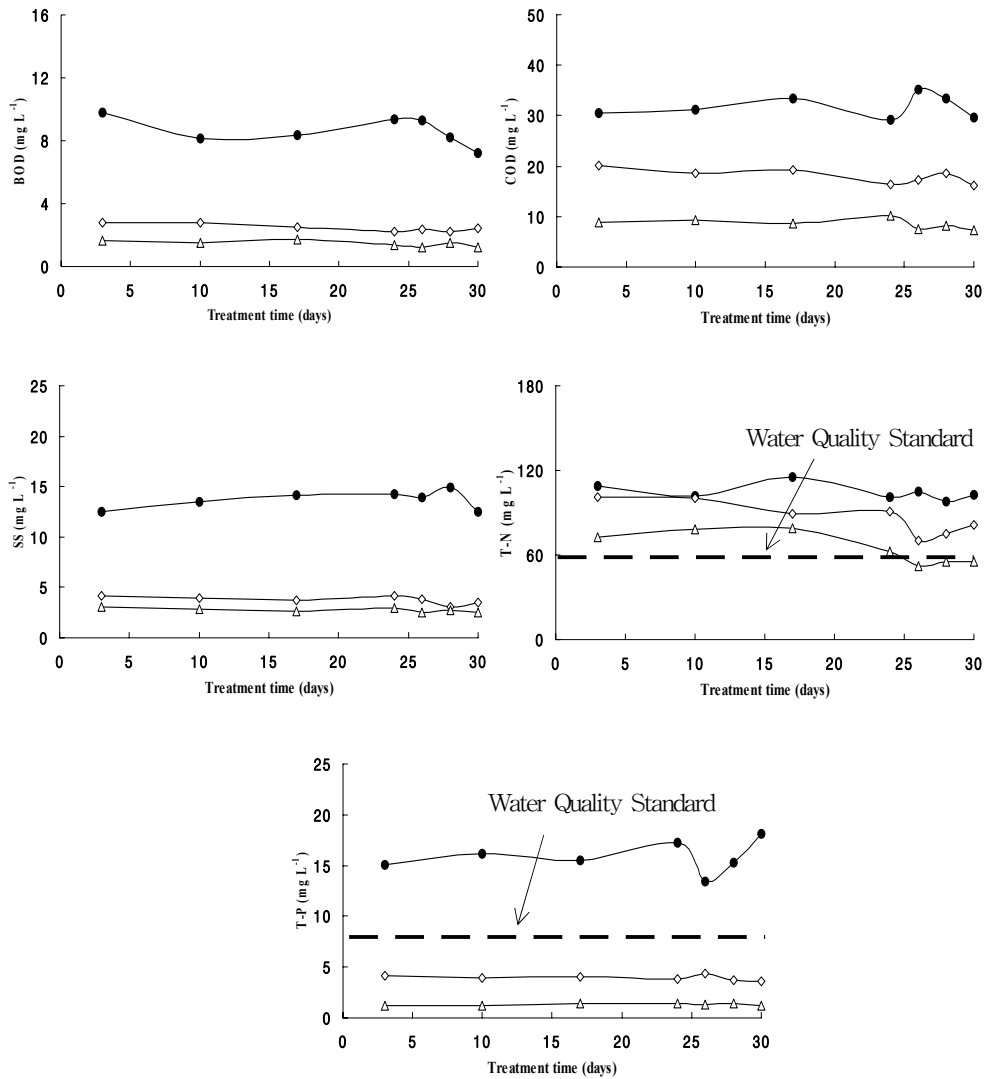 16
12
8
4
0
BOD (mg L-1)
0 5 10 15 20 25 30
Treatment time (days)
50
40
30
20
10
0
COD (mg L-1)
0 5 10 15 20 25 30
Treatment time (days)
25
20
15
10
5
0
SS (mg L-1)
0 5 10 15 20 25 30
Treatment time (days)
180
120
60
0
T-N (mg L-1)
Water Quality Standard
0 5 10 15 20 25 30
Treatment time (days)
25
20
15
10
5
0
T-P (mg L-1)
Water Quality Standard
0 5 10 15 20 25 30
Treatment time (days)